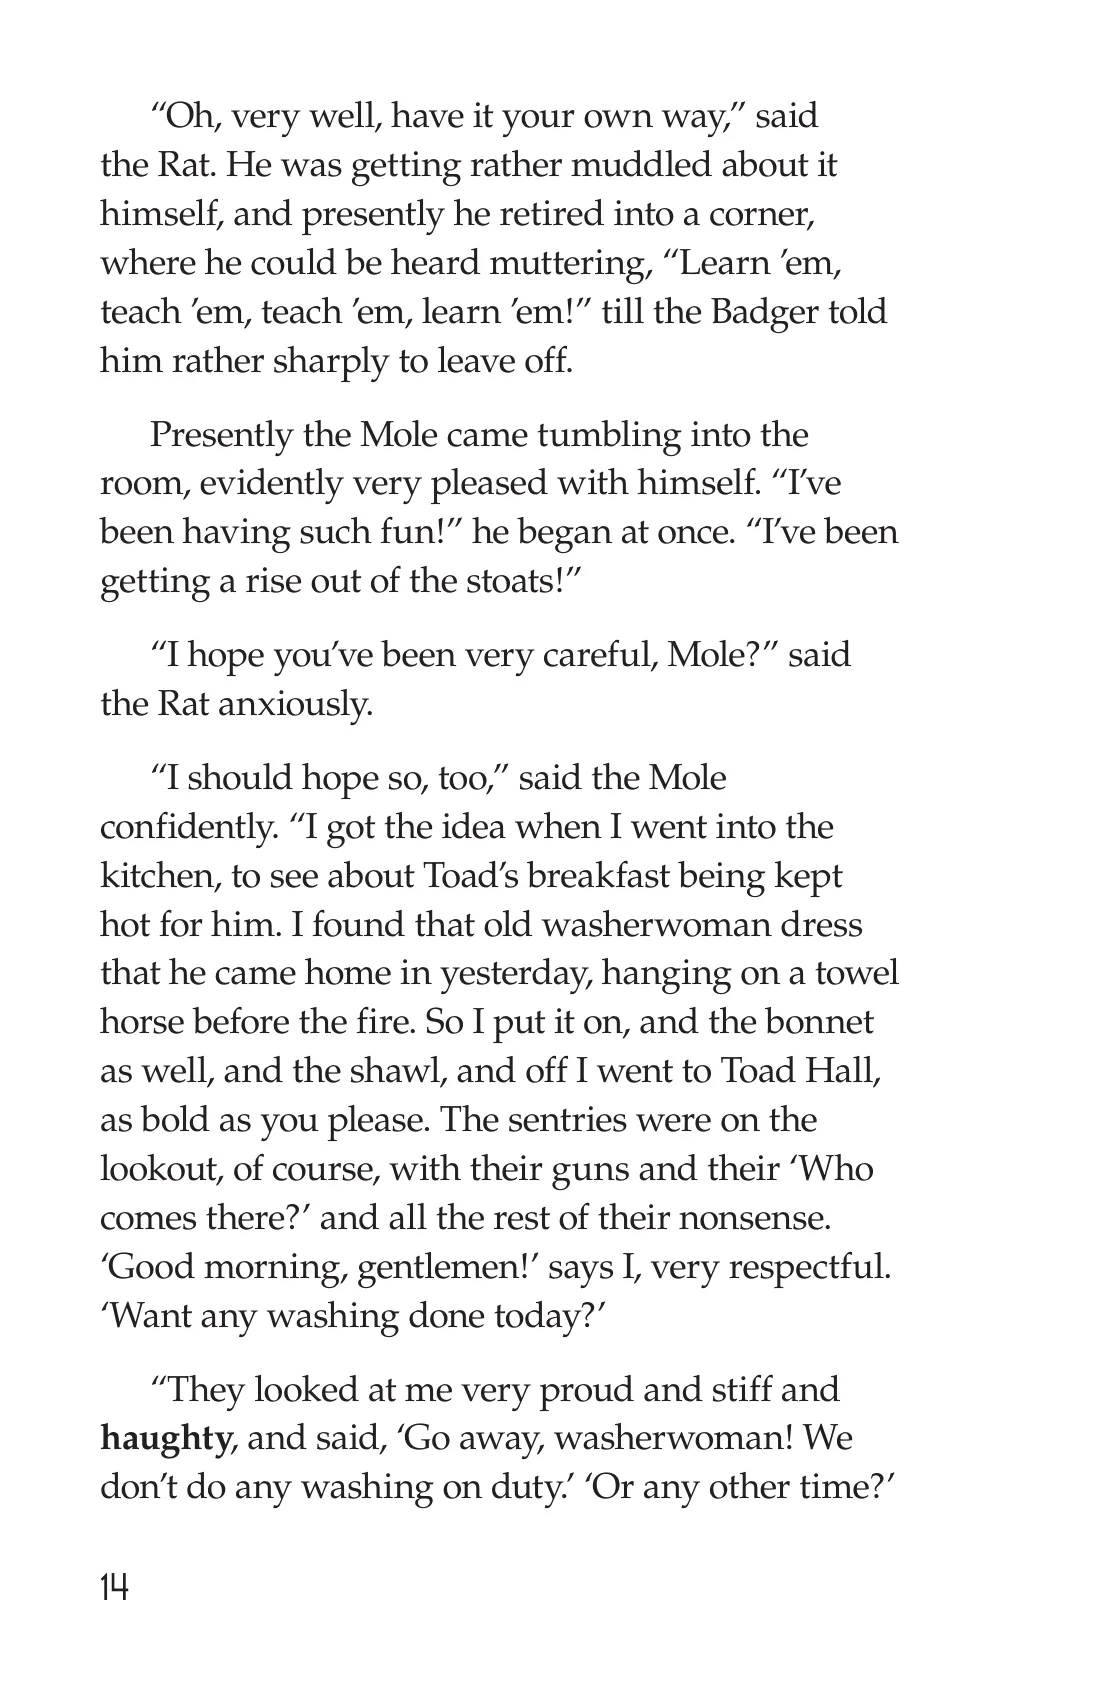 “Oh, very well, have it your own way,” said
the Rat. He was getting rather muddled about it
himself, and presently he retired into a corner,
where he could be heard muttering, “Learn ’em,
teach ’em, teach ’em, learn ’em!” till the Badger told
him rather sharply to leave off.
Presently the Mole came tumbling into the
room, evidently very pleased with himself. “I’ve
been having such fun!” he began at once. “I’ve been
getting a rise out of the stoats!”
“I hope you’ve been very careful, Mole?” said
the Rat anxiously.
“I should hope so, too,” said the Mole
confidently. “I got the idea when I went into the
kitchen, to see about Toad’s breakfast being kept
hot for him. I found that old washerwoman dress
that he came home in yesterday, hanging on a towel
horse before the fire. So I put it on, and the bonnet
as well, and the shawl, and off I went to Toad Hall,
as bold as you please. The sentries were on the
lookout, of course, with their guns and their ‘Who
comes there?’ and all the rest of their nonsense.
‘Good morning, gentlemen!’ says I, very respectful.
‘Want any washing done today?’
“They looked at me very proud and stiff and
haughty, and said, ‘Go away, washerwoman! We
don’t do any washing on duty.’ ‘Or any other time?’
14